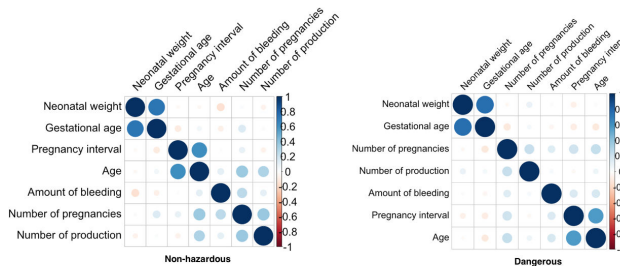 Neonatal weight
Gestational age
Pregnancy interval
Age
Amount of bleeding
Number of pregnancies
Number of production
Neonatal weight
Gestational age
Pregnancy interval
Age
Amount of bleeding
Number of pregnancies
Number of production
1
0.8
0.6
0.4
0.2
0
-0.2
-0.4
-0.6
-0.8
-1
Non-hazardous
Neonatal weight
Gestational age
Number of pregnancies
Number of production
Amount of bleeding
Pregnancy inter
Age
Neonatal weight
Gestational age
Number of pregnancies
Number of production
Amount of bleeding
Pregnancy interval
Age
Dangerous